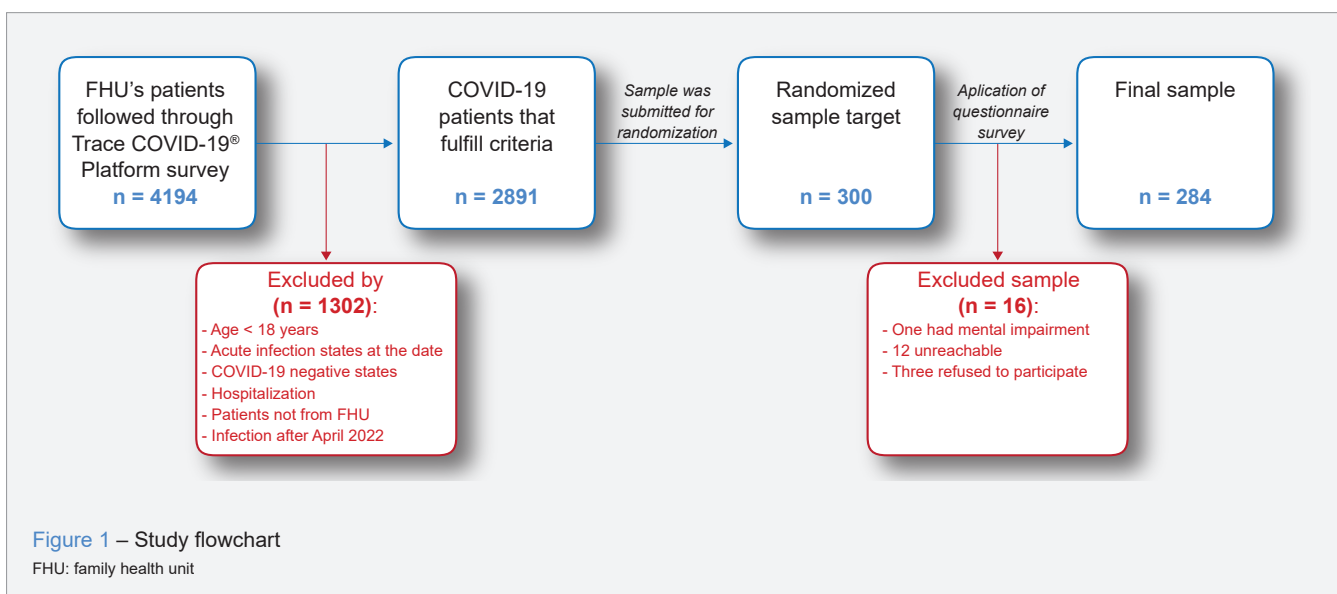 FHU's patients
followed through
Trace COVID-19®
Platform survey
n = 4194
COVID-19
patients that
fulfill criteria
n = 2891
Sample was
submitted for
randomization
Randomized
sample target
n = 300
Aplication of
questionnaire
survey
Final sample
n = 284
Excluded by
(n = 1302):
- Age < 18 years
- Acute infection states at the date
- COVID-19 negative states
- Hospitalization
- Patients not from FHU
- Infection after April 2022
Excluded sample
(n = 16):
- One had mental impairment
- 12 unreachable
- Three refused to participate
Figure 1 – Study flowchart
FHU: family health unit